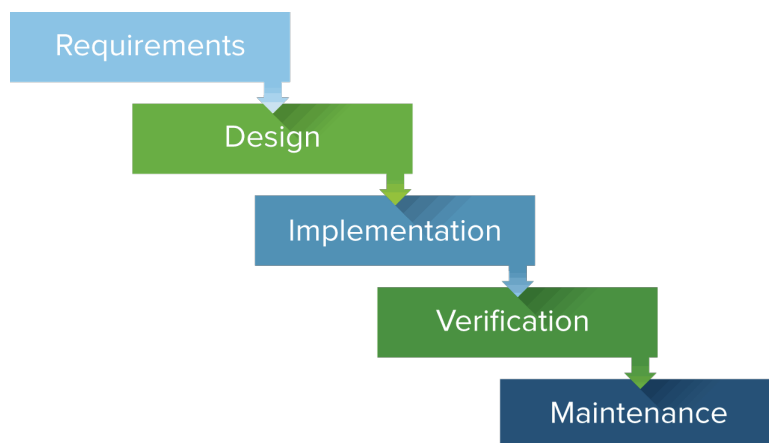 Requirements
Design
Implementation
Verification
Maintenance